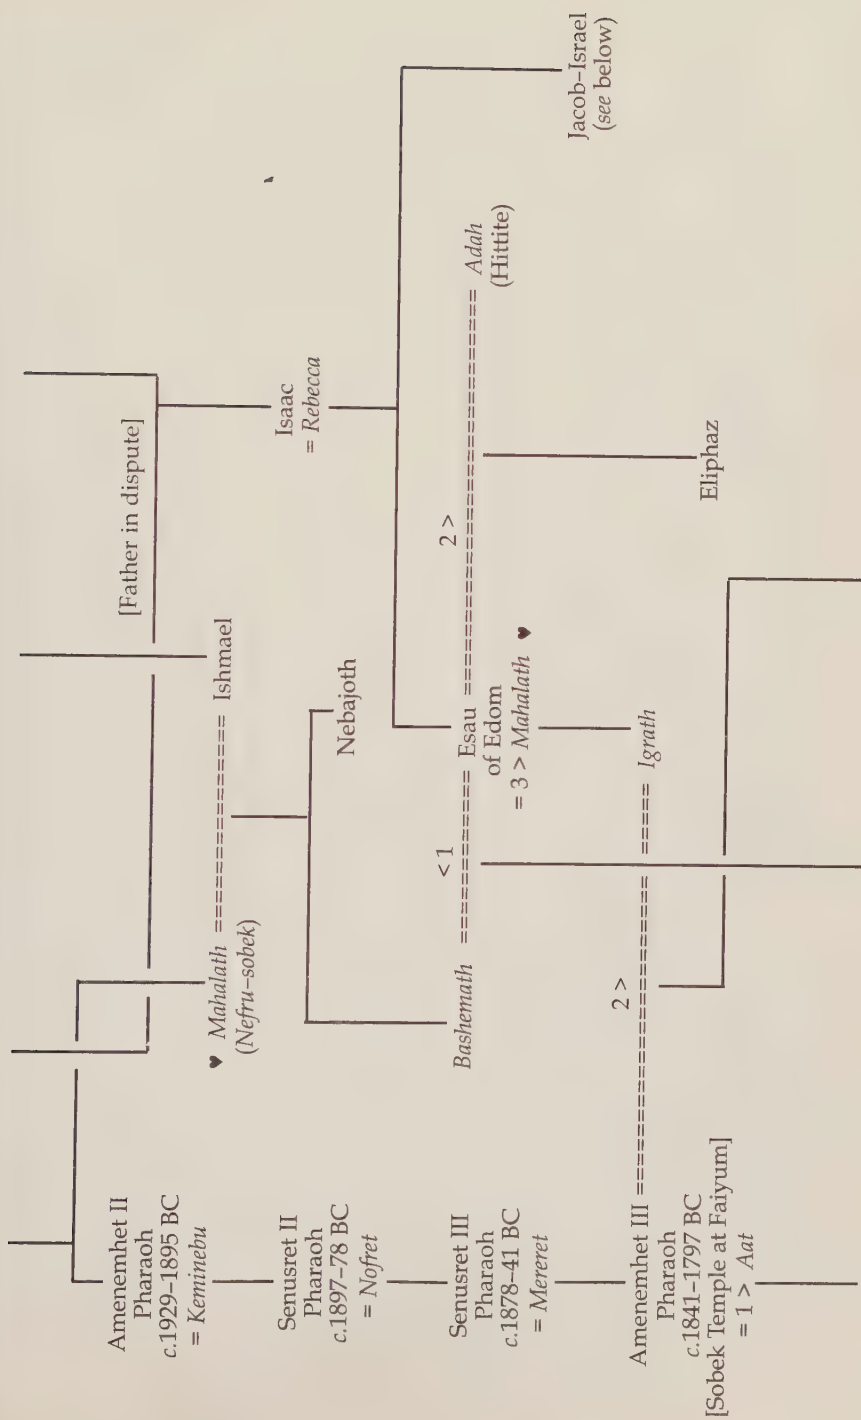 [Father in dispute]
Amenemhet II
Pharaoh
c.1929–1895 BC
= Keminebu
♥ Mahalath ================ Ishmael
(Nefru–sobek)
Isaac
= Rebecca
Senusret II
Pharaoh
c.1897–78 BC
= Nofret
Nebajoth
< 1
2 >
Bashemath =========== Esau ========================== Adah
(Hittite)
of Edom
= 3 > Mahalath ♥
Jacob–Israel
(see below)
Senusret III
Pharaoh
c.1878–41 BC
= Mereret
2 >
Amenemhet III ======================== ===== Igrath
Pharaoh
c.1841–1797 BC
[Sobek Temple at Faiyum]
= 1 > Aat
Eliphaz